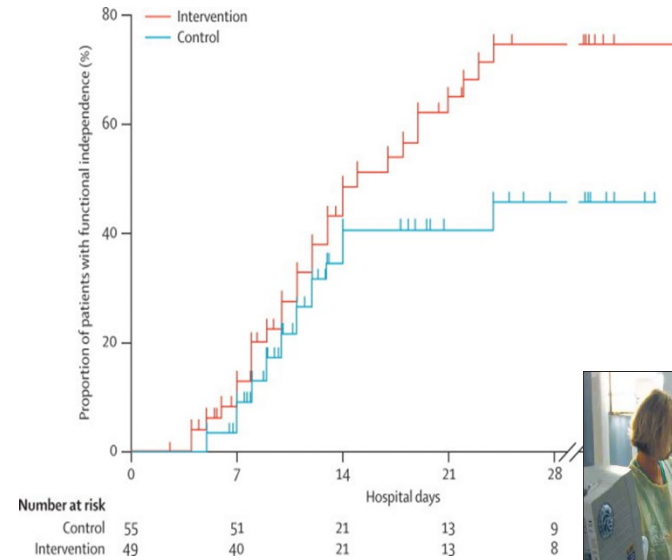 Proportion of patients with functional independence (%)
80
60
40
20
0
Intervention
Control
0 7 14 21 28
Hospital days
Number at risk
Control 55 51 21 13 9
Intervention 49 40 21 13 8